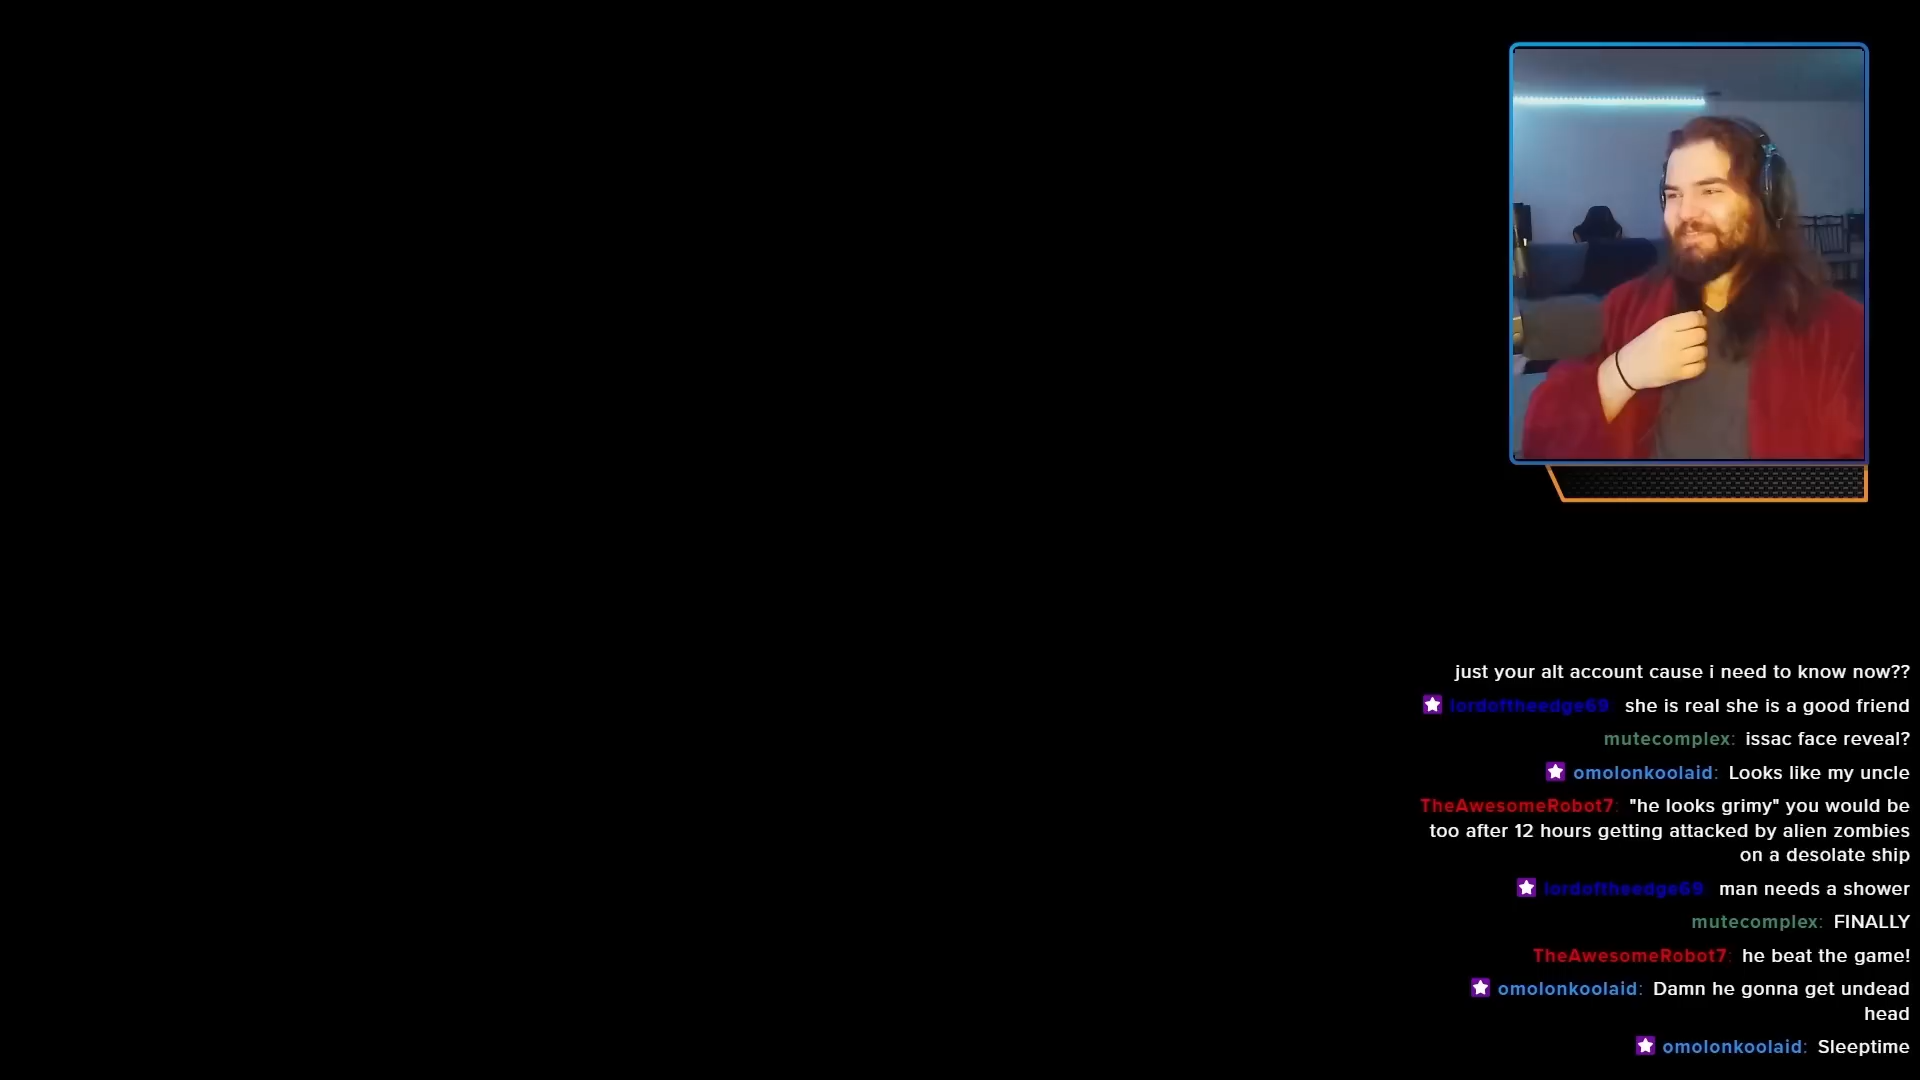 just your alt account cause i need to know now??
lordoftheedge69 she is real she is a good friend
mutecomplex: issac face reveal?
omolonkoolaid: Looks like my uncle
TheAwesomeRobot7: "he looks grimy" you would be
too after 12 hours getting attacked by alien zombies
on a desolate ship
lordoftheedge69 man needs a shower
mutecomplex: FINALLY
TheAwesomeRobot7: he beat the game!
omolonkoolaid: Damn he gonna get undead
head
omolonkoolaid: Sleeptime